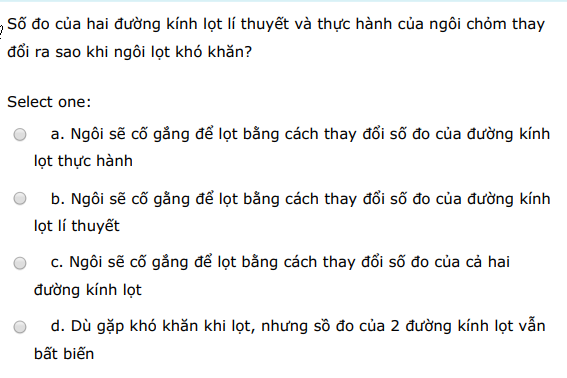 Số đo của hai đường kính lọt lí thuyết và thực hành của ngôi chỏm thay
đổi ra sao khi ngôi lọt khó khăn?
Select one:
a. Ngôi sẽ cố gắng để lọt bằng cách thay đổi số đo của đường kính
lọt thực hành
b. Ngôi sẽ cố gắng để lọt bằng cách thay đổi số đo của đường kính
lọt lí thuyết
c. Ngôi sẽ cố gắng để lọt bằng cách thay đổi số đo của cả hai
đường kính lọt
d. Dù gặp khó khăn khi lọt, nhưng sồ đo của 2 đường kính lọt vẫn
bất biến